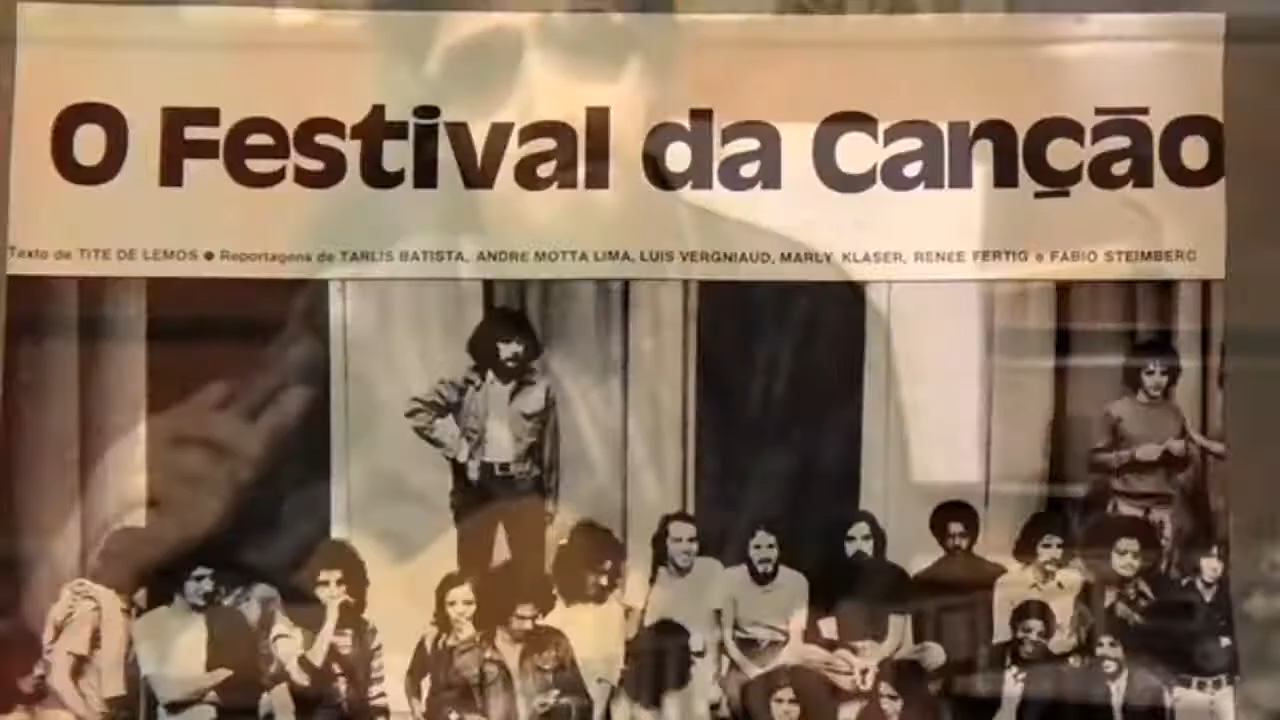 O Festival da Canção
Texto de TITE DE LEMOS ● Reportagens de TARLIS BATISTA, ANDRE MOTTA LIMA, LUIS VERGNIAUD, MARLY KLASER, RENEE FERTIG e FABIO STEIMBERG